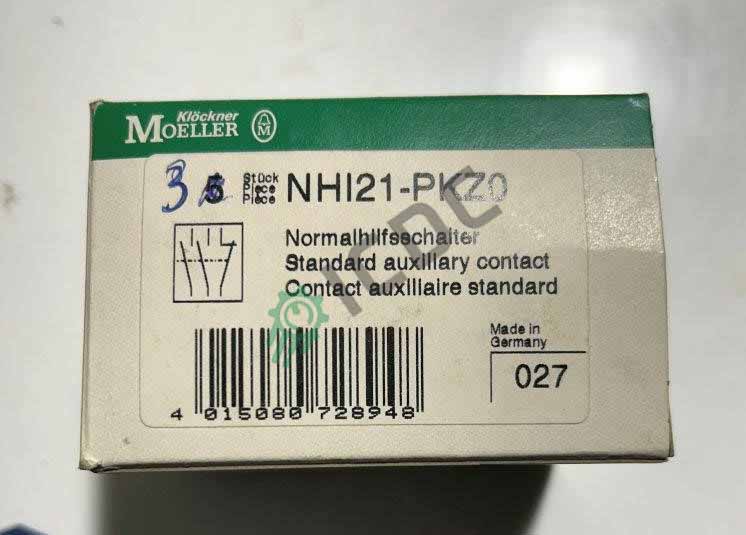 Klöckner
MOELLER
3 5 Stück
Piece
Pièce
NHI21-PKZ0
Normalhilfsschalter
Standard auxiliary contact
Contact auxiliaire standard
Made in
Germany
027
4 015080 728948
ICDC